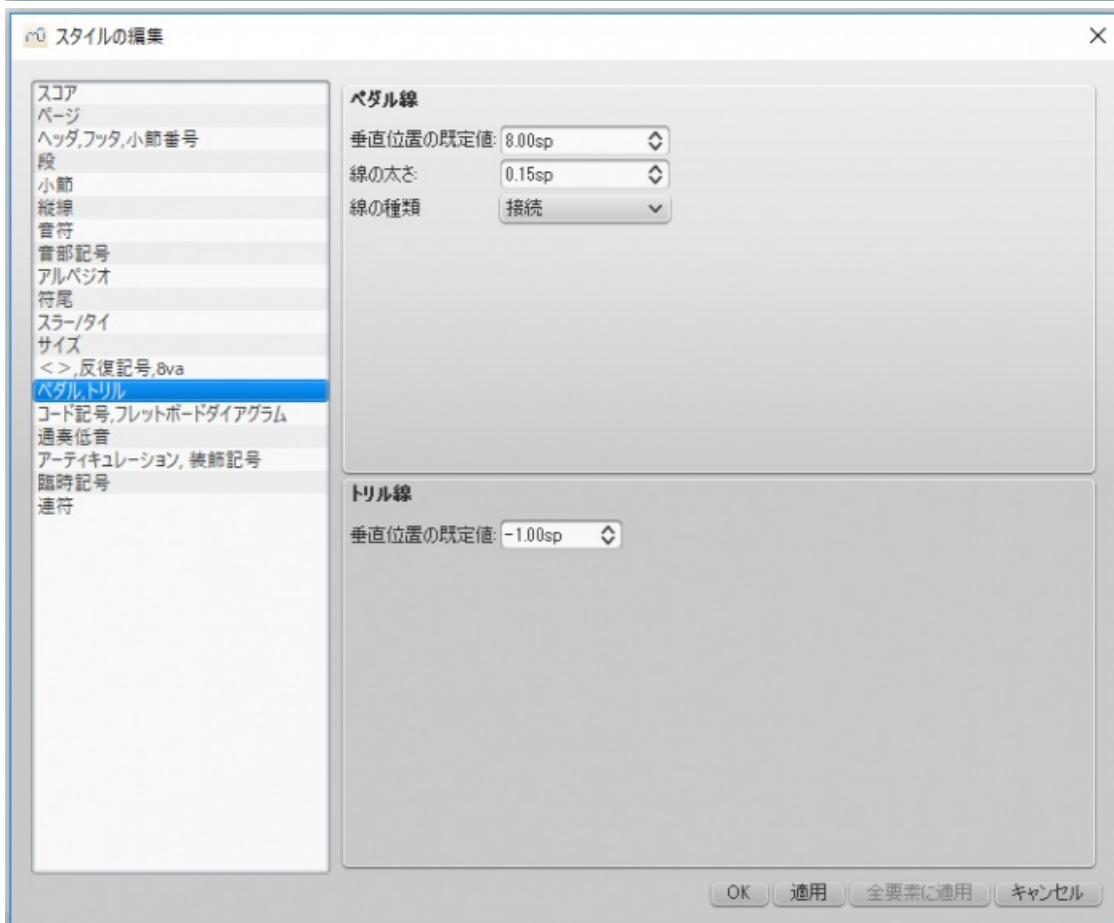 スタイルの編集
スコア
ページ
ヘッダ,フッタ,小節番号
段
小節
縦線
音符
音部記号
アルペジオ
符尾
スラー/タイ
サイズ
<>,反復記号,8va
ペダル,トリル
コード記号,フレットボードダイアグラム
通奏低音
アーティキュレーション, 装飾記号
臨時記号
連符
ペダル線
垂直位置の既定値: 8.00sp
線の太さ: 0.15sp
線の種類 接続
トリル線
垂直位置の既定値: -1.00sp
OK 適用 全要素に適用 キャンセル